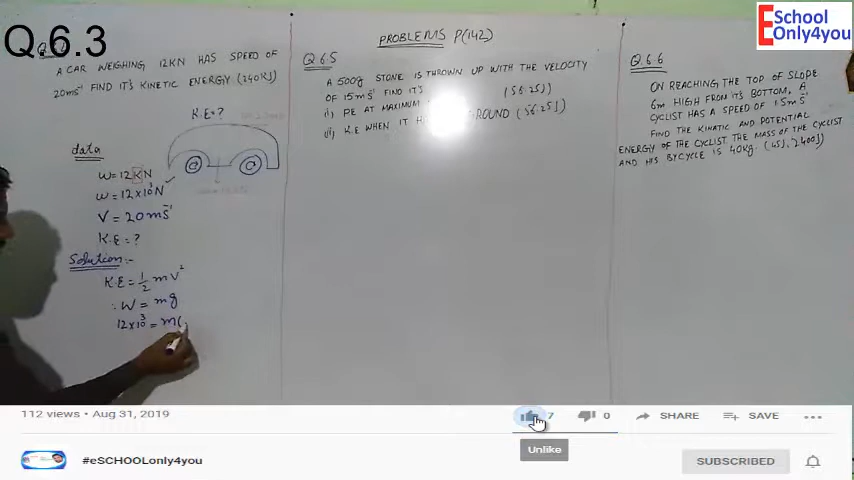 Q.6.3
E School
Only4you
PROBLEMS P(142)
A CAR WEIGHING 12KN HAS SPEED OF
20ms⁻¹ FIND IT'S KINETIC ENERGY (240KJ)
K.E=?
data
W=12KN
W=12×10³N
V=20ms⁻¹
K.E=?
Solution:-
K.E=1/2 mv²
∴ W=mg
12×10³=m(
Q.6.5
A 500g STONE IS THROWN UP WITH THE VELOCITY
OF 15ms⁻¹ FIND IT'S
(i) PE AT MAXIMUM (56.25J)
(ii) K.E WHEN IT H GROUND (56.25J)
Q.6.6
ON REACHING THE TOP OF SLOPE
6m HIGH FROM IT'S BOTTOM, A
CYCLIST HAS A SPEED OF 1.5ms⁻¹
FIND THE KINATIC AND POTENTIAL
ENERGY OF THE CYCLIST THE MASS OF THE CYCLIST
AND HIS BYCYCLE IS 40Kg. (45J, 2400J)
112 views • Aug 31, 2019
7
0
SHARE
SAVE
Unlike
#eSCHOOLonly4you
SUBSCRIBED